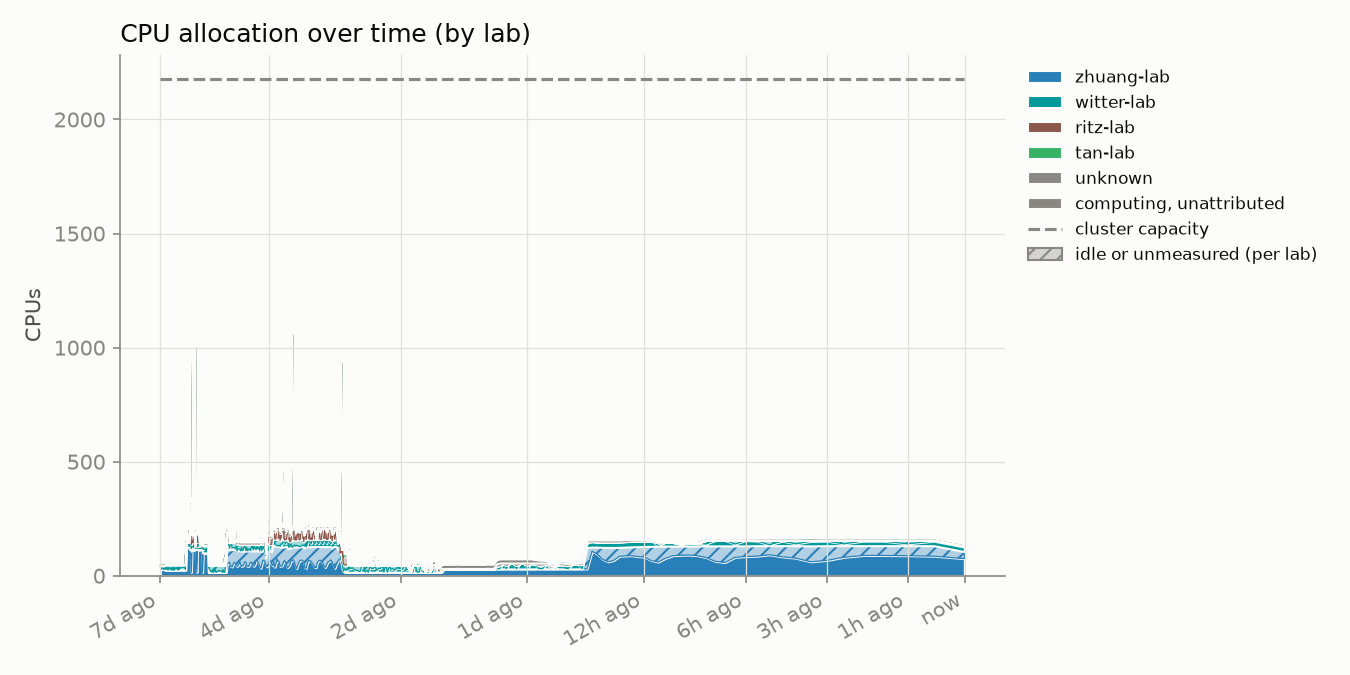 CPU allocation over time (by lab)
CPUs
2000
1500
1000
500
0
7d ago
4d ago
2d ago
1d ago
12h ago
6h ago
3h ago
1h ago
now
zhuang-lab
witter-lab
ritz-lab
tan-lab
unknown
computing, unattributed
cluster capacity
idle or unmeasured (per lab)